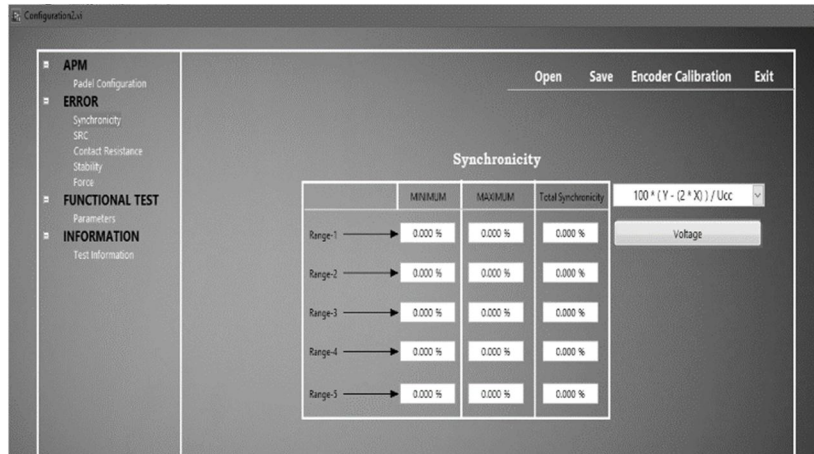 Configuration2.vi
APM
Padel Configuration
ERROR
Synchronicity
SRC
Contact Resistance
Stability
Force
FUNCTIONAL TEST
Parameters
INFORMATION
Test Information
Open Save Encoder Calibration Exit
Synchronicity
MINIMUM MAXIMUM Total Synchronicity
Range-1 0.000 % 0.000 % 0.000 %
Range-2 0.000 % 0.000 % 0.000 %
Range-3 0.000 % 0.000 % 0.000 %
Range-4 0.000 % 0.000 % 0.000 %
Range-5 0.000 % 0.000 % 0.000 %
100 * ( Y - (2 * X) ) / Ucc
Voltage